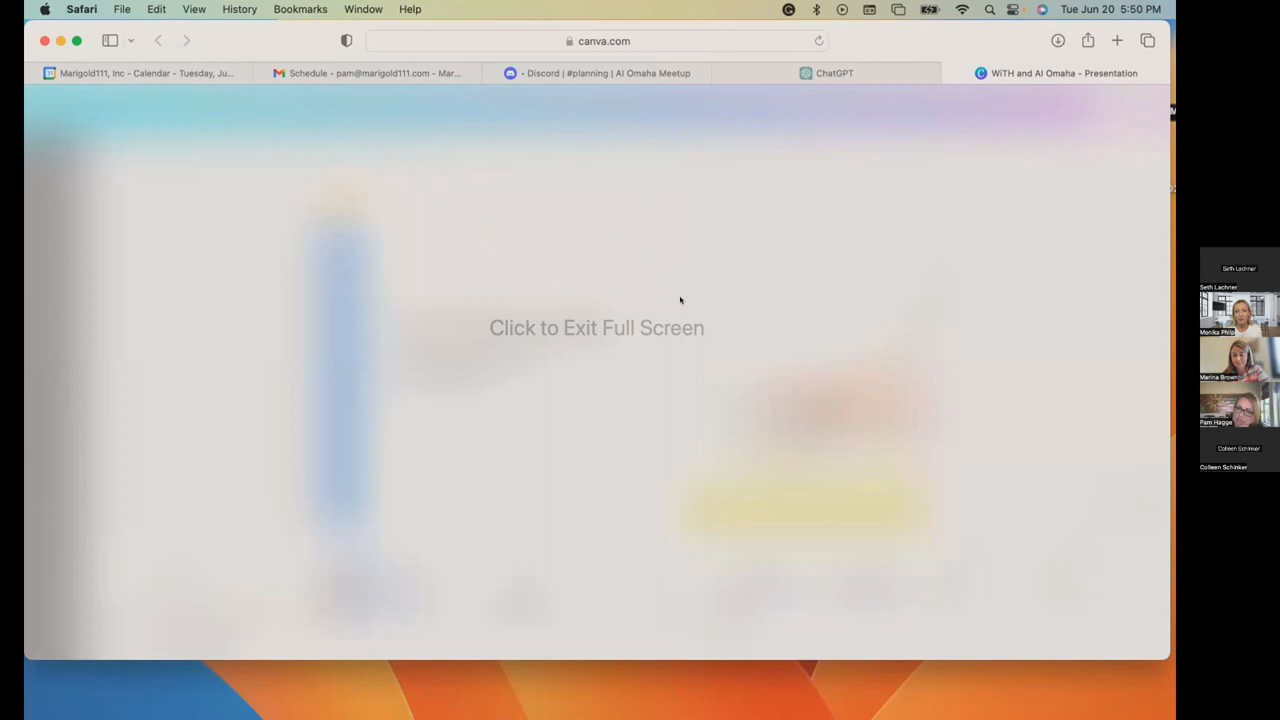 Safari File Edit View History Bookmarks Window Help Tue Jun 20 5:50 PM
canva.com
Marigold111, Inc - Calendar - Tuesday, Ju... Schedule - pam@marigold111.com - Mar... • Discord | #planning | AI Omaha Meetup ChatGPT WiTH and AI Omaha - Presentation
Click to Exit Full Screen
Seth Lachner
Seth Lachner
Monika Philp
Marina Brown
Pam Hagge
Colleen Schinker
Colleen Schinker